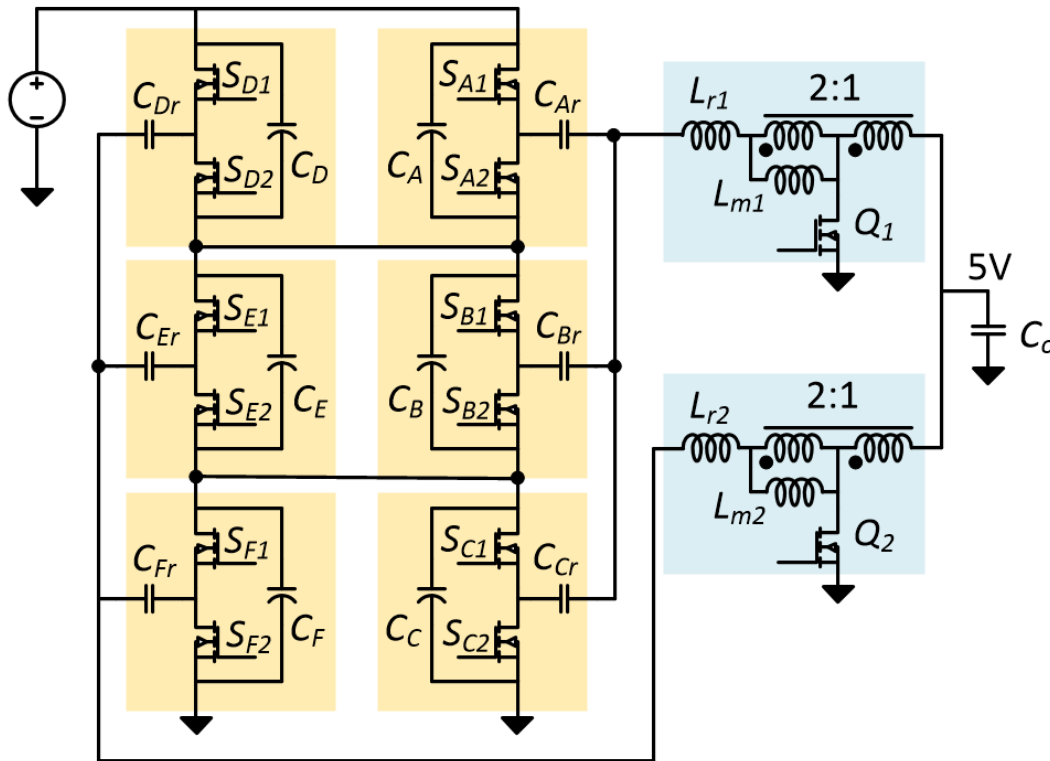 S_D1
C_Dr
S_D2
C_D
S_A1
C_Ar
C_A
S_A2
L_r1
2:1
L_m1
Q_1
5V
C_o
S_E1
C_Er
S_E2
C_E
S_B1
C_Br
C_B
S_B2
L_r2
2:1
L_m2
Q_2
S_F1
C_Fr
S_F2
C_F
S_C1
C_Cr
C_C
S_C2